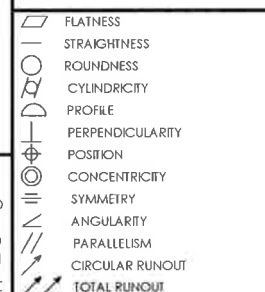 FLATNESS
STRAIGHTNESS
ROUNDNESS
CYLINDRICITY
PROFILE
PERPENDICULARITY
POSITION
CONCENTRICITY
SYMMETRY
ANGULARITY
PARALLELISM
CIRCULAR RUNOUT
TOTAL RUNOUT